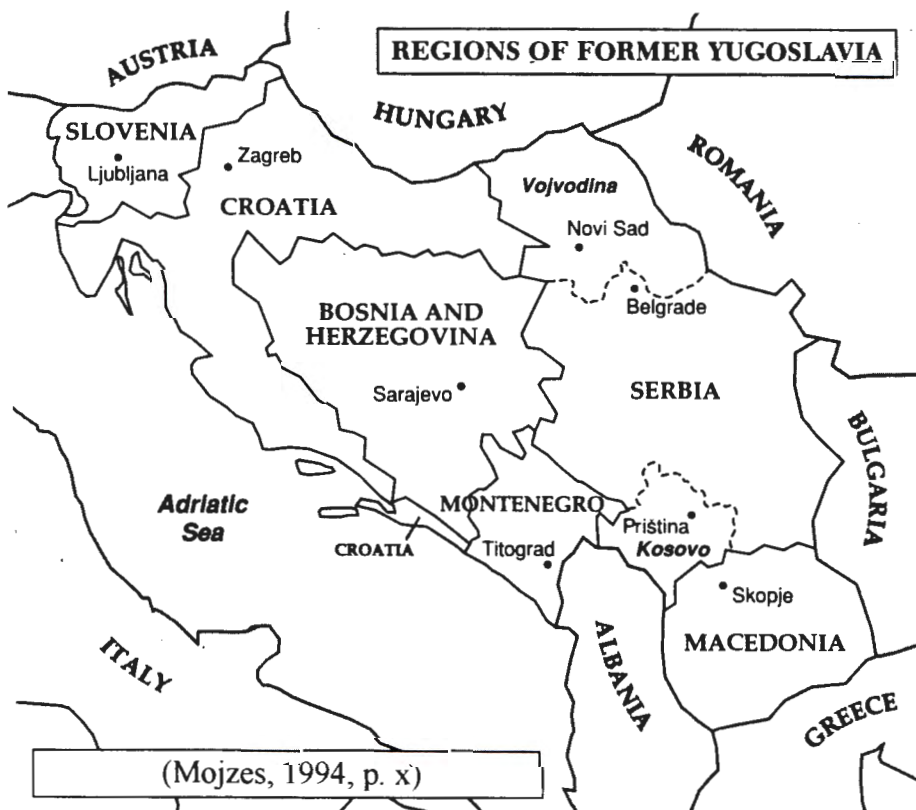 REGIONS OF FORMER YUGOSLAVIA
AUSTRIA
HUNGARY
SLOVENIA
Ljubljana
Zagreb
CROATIA
ROMANIA
Vojvodina
Novi Sad
Belgrade
BOSNIA AND
HERZEGOVINA
Sarajevo
SERBIA
BULGARIA
Adriatic
Sea
MONTENEGRO
CROATIA
Titograd
Priština
Kosovo
Skopje
MACEDONIA
ALBANIA
ITALY
GREECE
(Mojzes, 1994, p. x)